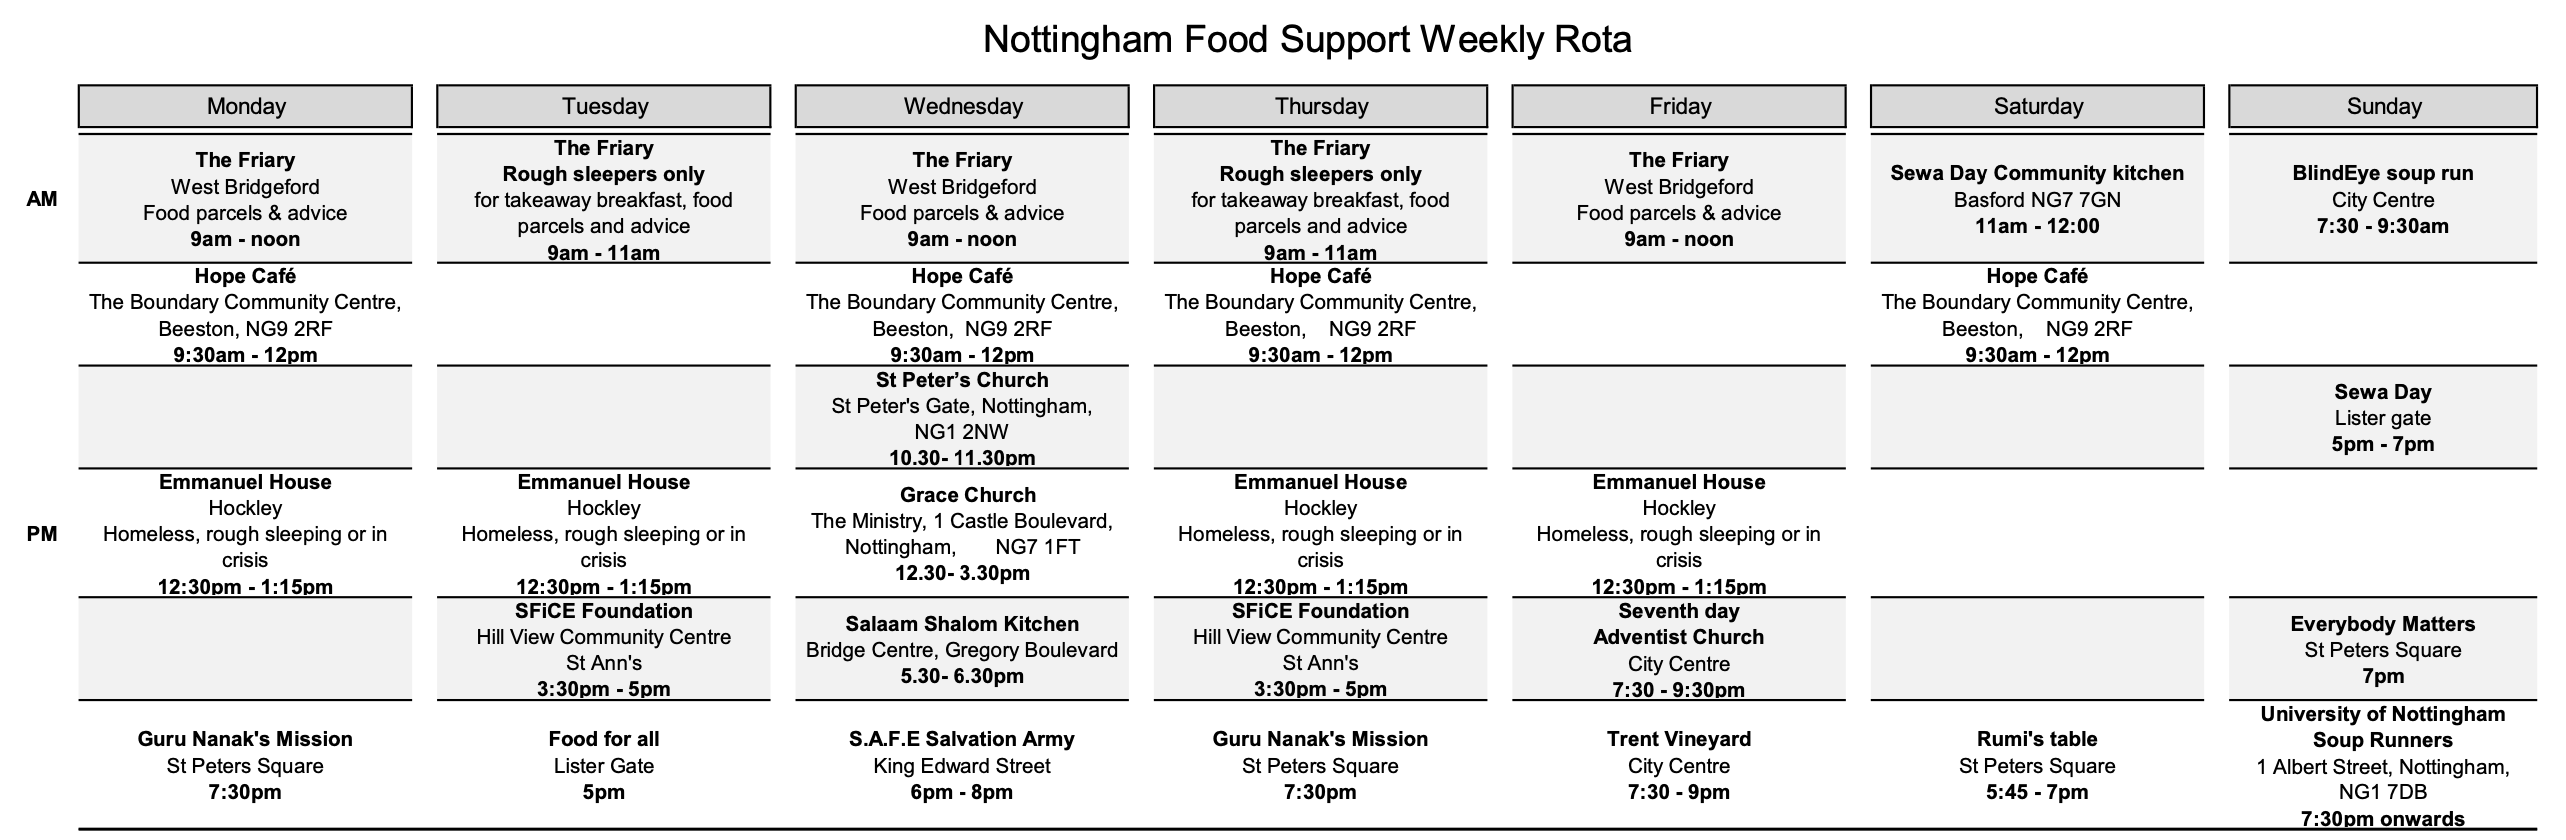 Nottingham Food Support Weekly Rota
Monday
Tuesday
Wednesday
Thursday
Friday
Saturday
Sunday
AM
The Friary
West Bridgeford
Food parcels & advice
9am - noon
The Friary
Rough sleepers only
for takeaway breakfast, food
parcels and advice
9am - 11am
The Friary
West Bridgeford
Food parcels & advice
9am - noon
The Friary
Rough sleepers only
for takeaway breakfast, food
parcels and advice
9am - 11am
The Friary
West Bridgeford
Food parcels & advice
9am - noon
Sewa Day Community kitchen
Basford NG7 7GN
11am - 12:00
BlindEye soup run
City Centre
7:30 - 9:30am
Hope Café
The Boundary Community Centre,
Beeston, NG9 2RF
9:30am - 12pm
Hope Café
The Boundary Community Centre,
Beeston, NG9 2RF
9:30am - 12pm
Hope Café
The Boundary Community Centre,
Beeston, NG9 2RF
9:30am - 12pm
Hope Café
The Boundary Community Centre,
Beeston, NG9 2RF
9:30am - 12pm
St Peter’s Church
St Peter's Gate, Nottingham,
NG1 2NW
10.30- 11.30pm
Sewa Day
Lister gate
5pm - 7pm
PM
Emmanuel House
Hockley
Homeless, rough sleeping or in
crisis
12:30pm - 1:15pm
Emmanuel House
Hockley
Homeless, rough sleeping or in
crisis
12:30pm - 1:15pm
Grace Church
The Ministry, 1 Castle Boulevard,
Nottingham, NG7 1FT
12.30- 3.30pm
Emmanuel House
Hockley
Homeless, rough sleeping or in
crisis
12:30pm - 1:15pm
Emmanuel House
Hockley
Homeless, rough sleeping or in
crisis
12:30pm - 1:15pm
SFiCE Foundation
Hill View Community Centre
St Ann's
3:30pm - 5pm
Salaam Shalom Kitchen
Bridge Centre, Gregory Boulevard
5.30- 6.30pm
SFiCE Foundation
Hill View Community Centre
St Ann's
3:30pm - 5pm
Seventh day
Adventist Church
City Centre
7:30 - 9:30pm
Everybody Matters
St Peters Square
7pm
Guru Nanak's Mission
St Peters Square
7:30pm
Food for all
Lister Gate
5pm
S.A.F.E Salvation Army
King Edward Street
6pm - 8pm
Guru Nanak's Mission
St Peters Square
7:30pm
Trent Vineyard
City Centre
7:30 - 9pm
Rumi's table
St Peters Square
5:45 - 7pm
University of Nottingham
Soup Runners
1 Albert Street, Nottingham,
NG1 7DB
7:30pm onwards